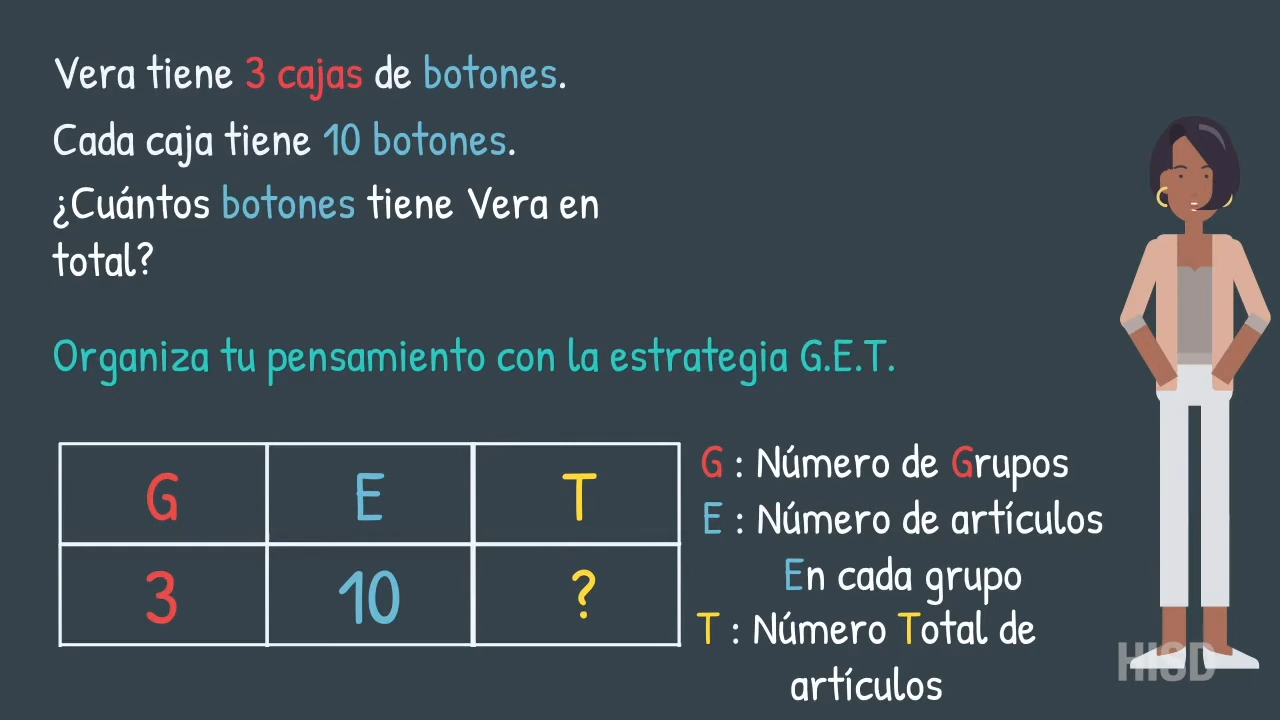 Vera tiene 3 cajas de botones.
Cada caja tiene 10 botones.
¿Cuántos botones tiene Vera en
total?
Organiza tu pensamiento con la estrategia G.E.T.
G E T
3 10 ?
G : Número de Grupos
E : Número de artículos
En cada grupo
T : Número Total de
artículos
HISD